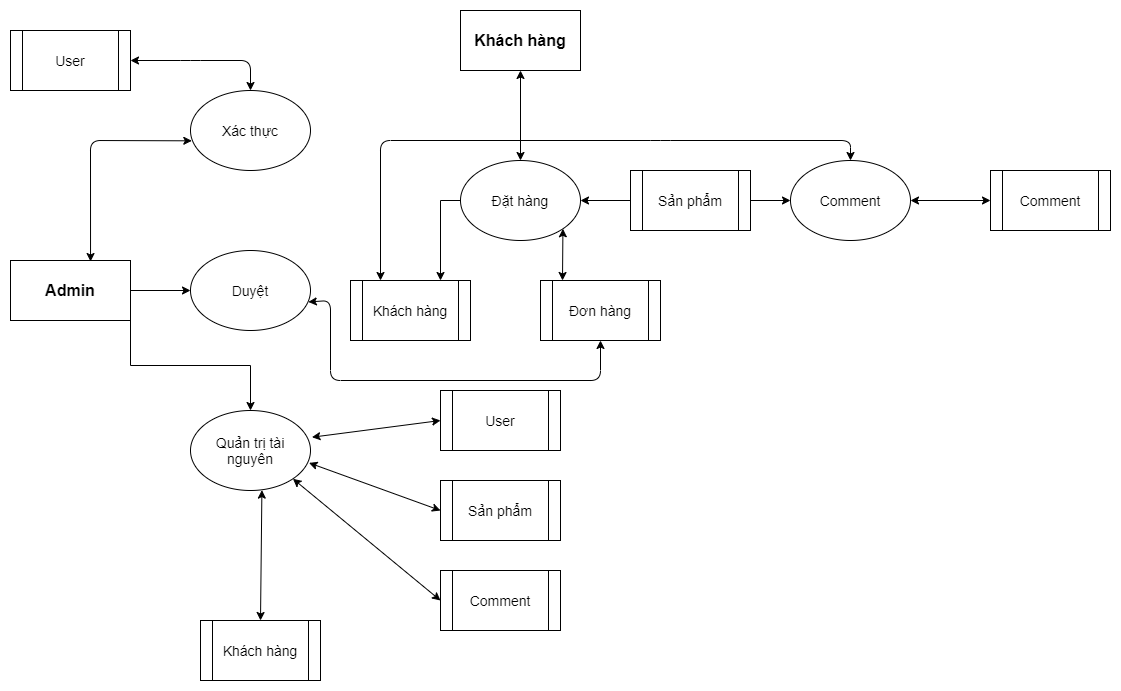 Khách hàng
User
Xác thực
Đặt hàng
Sản phẩm
Comment
Comment
Admin
Duyệt
Khách hàng
Đơn hàng
User
Quản trị tài
nguyên
Sản phẩm
Comment
Khách hàng